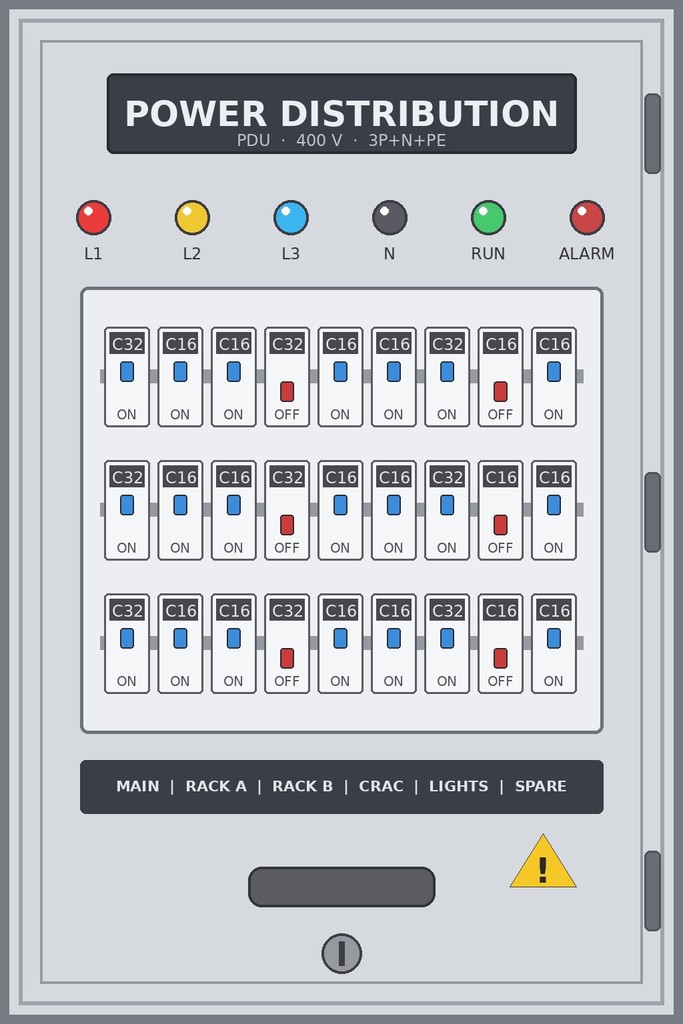 POWER DISTRIBUTION
PDU · 400 V · 3P+N+PE
L1 L2 L3 N RUN ALARM
C32 C16 C16 C32 C16 C16 C32 C16 C16
ON ON ON OFF ON ON ON OFF ON
C32 C16 C16 C32 C16 C16 C32 C16 C16
ON ON ON OFF ON ON ON OFF ON
C32 C16 C16 C32 C16 C16 C32 C16 C16
ON ON ON OFF ON ON ON OFF ON
MAIN | RACK A | RACK B | CRAC | LIGHTS | SPARE
!